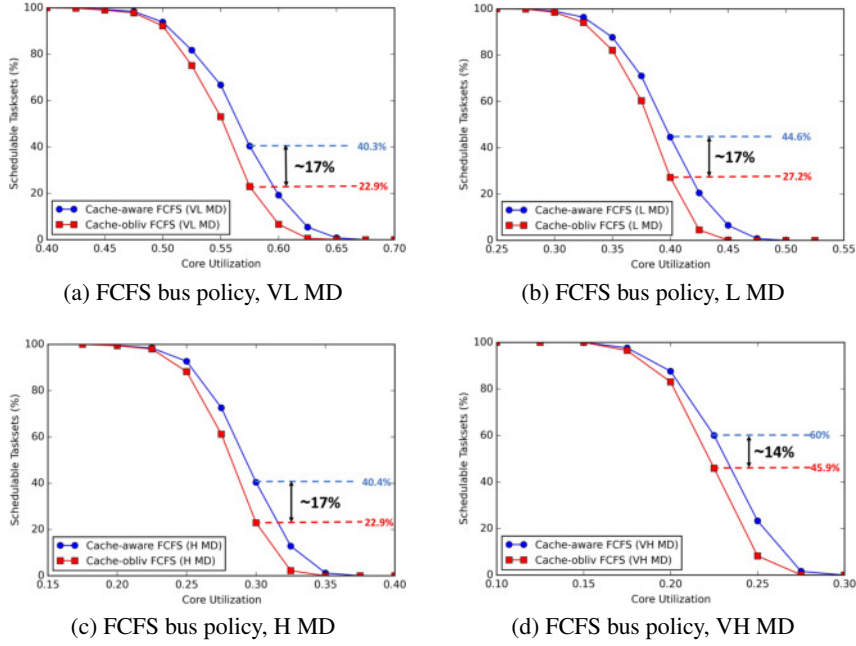 100
80
60
40
20
0
Schedulable Tasksets (%)
40.3%
~17%
22.9%
Cache-aware FCFS (VL MD)
Cache-obliv FCFS (VL MD)
0.40 0.45 0.50 0.55 0.60 0.65 0.70
Core Utilization
(a) FCFS bus policy, VL MD
100
80
60
40
20
0
Schedulable Tasksets (%)
44.6%
~17%
27.2%
Cache-aware FCFS (L MD)
Cache-obliv FCFS (L MD)
0.25 0.30 0.35 0.40 0.45 0.50 0.55
Core Utilization
(b) FCFS bus policy, L MD
100
80
60
40
20
0
Schedulable Tasksets (%)
40.4%
~17%
22.9%
Cache-aware FCFS (H MD)
Cache-obliv FCFS (H MD)
0.15 0.20 0.25 0.30 0.35 0.40
Core Utilization
(c) FCFS bus policy, H MD
100
80
60
40
20
0
Schedulable Tasksets (%)
60%
~14%
45.9%
Cache-aware FCFS (VH MD)
Cache-obliv FCFS (VH MD)
0.10 0.15 0.20 0.25 0.30
Core Utilization
(d) FCFS bus policy, VH MD